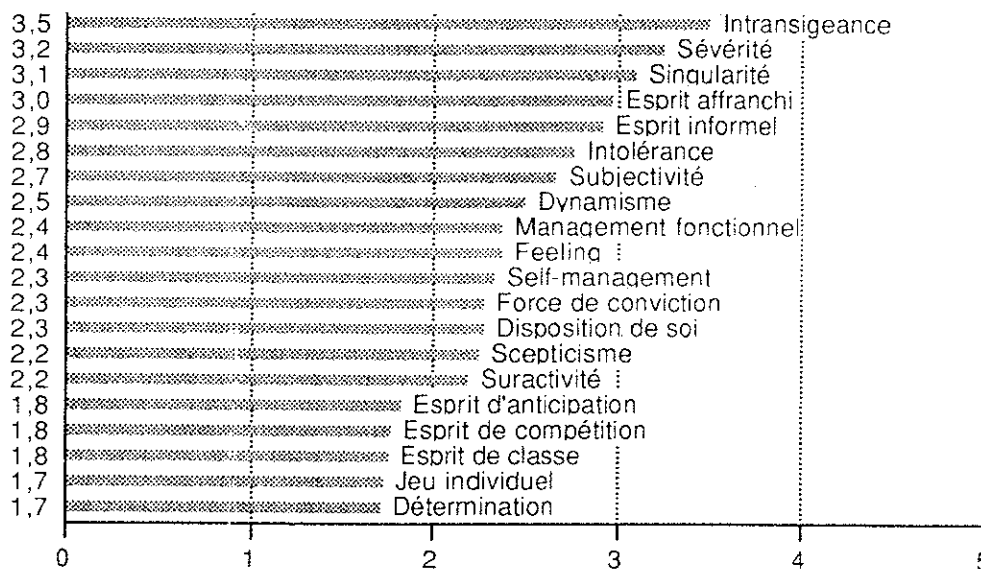 3,5 Intransigeance
3,2 Sévérité
3,1 Singularité
3,0 Esprit affranchi
2,9 Esprit informel
2,8 Intolérance
2,7 Subjectivité
2,5 Dynamisme
2,4 Management fonctionnel
2,4 Feeling
2,3 Self-management
2,3 Force de conviction
2,3 Disposition de soi
2,2 Scepticisme
2,2 Suractivité
1,8 Esprit d'anticipation
1,8 Esprit de compétition
1,8 Esprit de classe
1,7 Jeu individuel
1,7 Détermination
0 1 2 3 4 5